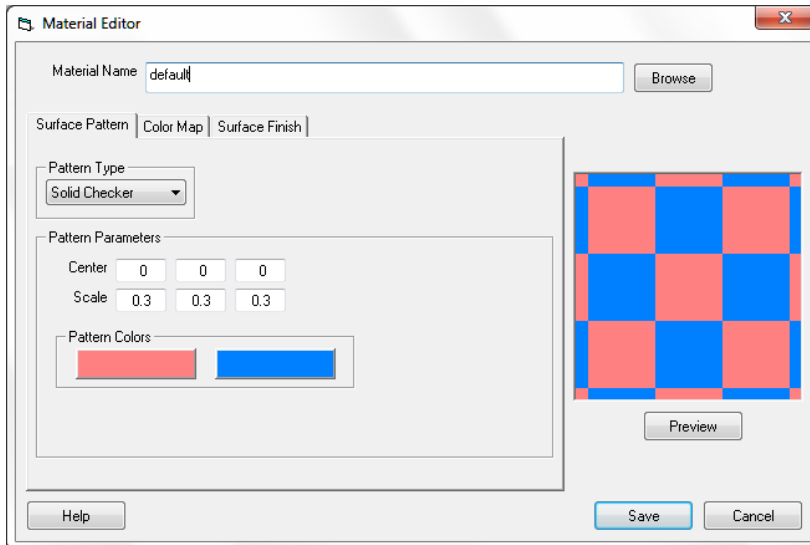 Material Editor
Material Name default Browse
Surface Pattern Color Map Surface Finish
Pattern Type
Solid Checker
Pattern Parameters
Center 0 0 0
Scale 0.3 0.3 0.3
Pattern Colors
Preview
Help Save Cancel